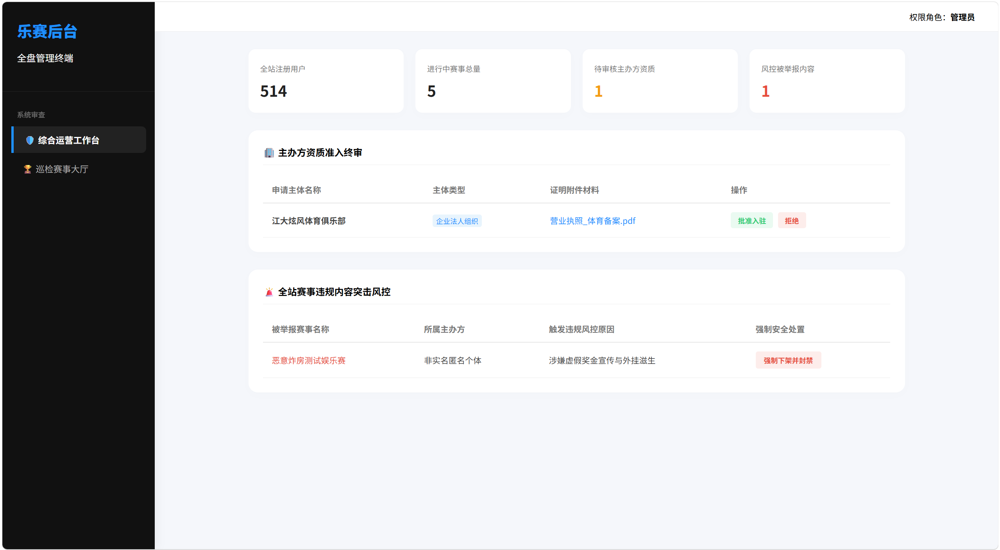 乐赛后台
全盘管理终端
系统审查
综合运营工作台
巡检赛事大厅
权限角色：管理员
全站注册用户 进行中赛事总量 待审核主办方资质 风控被举报内容
514 5 1 1
主办方资质准入终审
申请主体名称 主体类型 证明附件材料 操作
江大炫风体育俱乐部 企业法人组织 营业执照_体育备案.pdf 批准入驻 拒绝
全站赛事违规内容突击风控
被举报赛事名称 所属主办方 触发违规风控原因 强制安全处置
恶意炸房测试娱乐赛 非实名匿名个体 涉嫌虚假奖金宣传与外挂滋生 强制下架并封禁